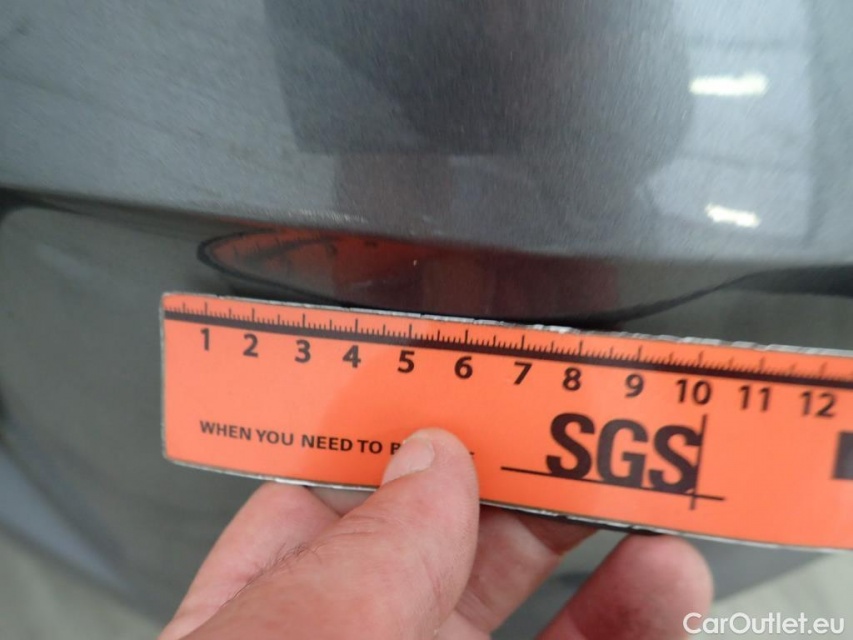 1 2 3 4 5 6 7 8 9 10 11 12
WHEN YOU NEED TO
SGS
CarOutlet.eu